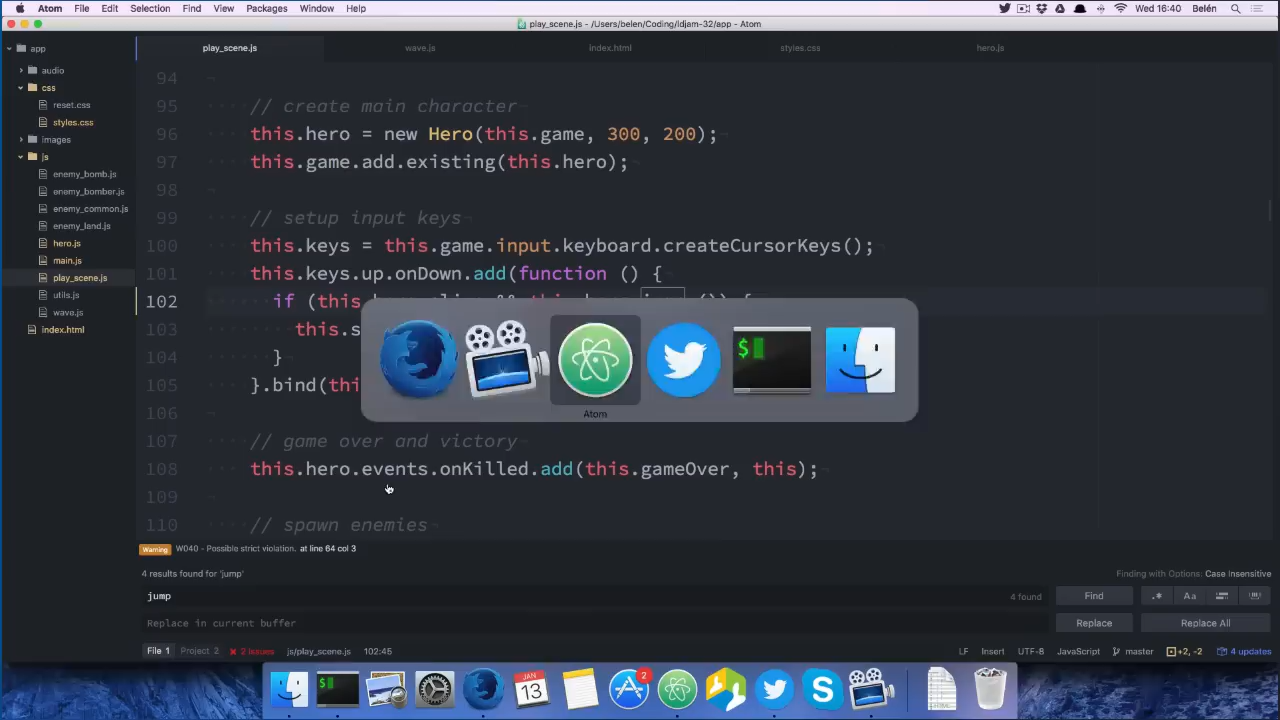 Atom File Edit Selection Find View Packages Window Help Wed 16:40 Belén
play_scene.js - /Users/belen/Coding/ldjam-32/app - Atom
app
audio
css
reset.css
styles.css
images
js
enemy_bomb.js
enemy_bomber.js
enemy_common.js
enemy_land.js
hero.js
main.js
play_scene.js
utils.js
wave.js
index.html
play_scene.js wave.js index.html styles.css hero.js
94
95 // create main character
96 this.hero = new Hero(this.game, 300, 200);
97 this.game.add.existing(this.hero);
98
99 // setup input keys
100 this.keys = this.game.input.keyboard.createCursorKeys();
101 this.keys.up.onDown.add(function () {
102 if (this
103 this.s
104 }
105 }.bind(thi
106
107 // game over and victory
108 this.hero.events.onKilled.add(this.gameOver, this);
109
110 // spawn enemies
$
Atom
Warning W040 - Possible strict violation. at line 64 col 3
4 results found for 'jump' Finding with Options: Case Insensitive
jump 4 found Find .* Aa
Replace in current buffer Replace Replace All
File 1 Project 2 2 Issues js/play_scene.js 102:45 LF Insert UTF-8 JavaScript master +2, -2 4 updates
$ JAN 13 2